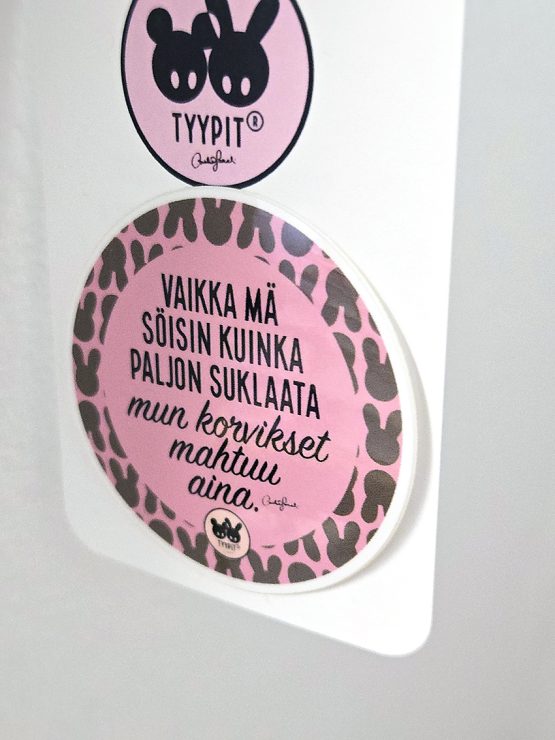 TYYPIT®
VAIKKA MÄ
SÖISIN KUINKA
PALJON SUKLAATA
mun korvikset
mahtuu
aina.
TYYPIT®